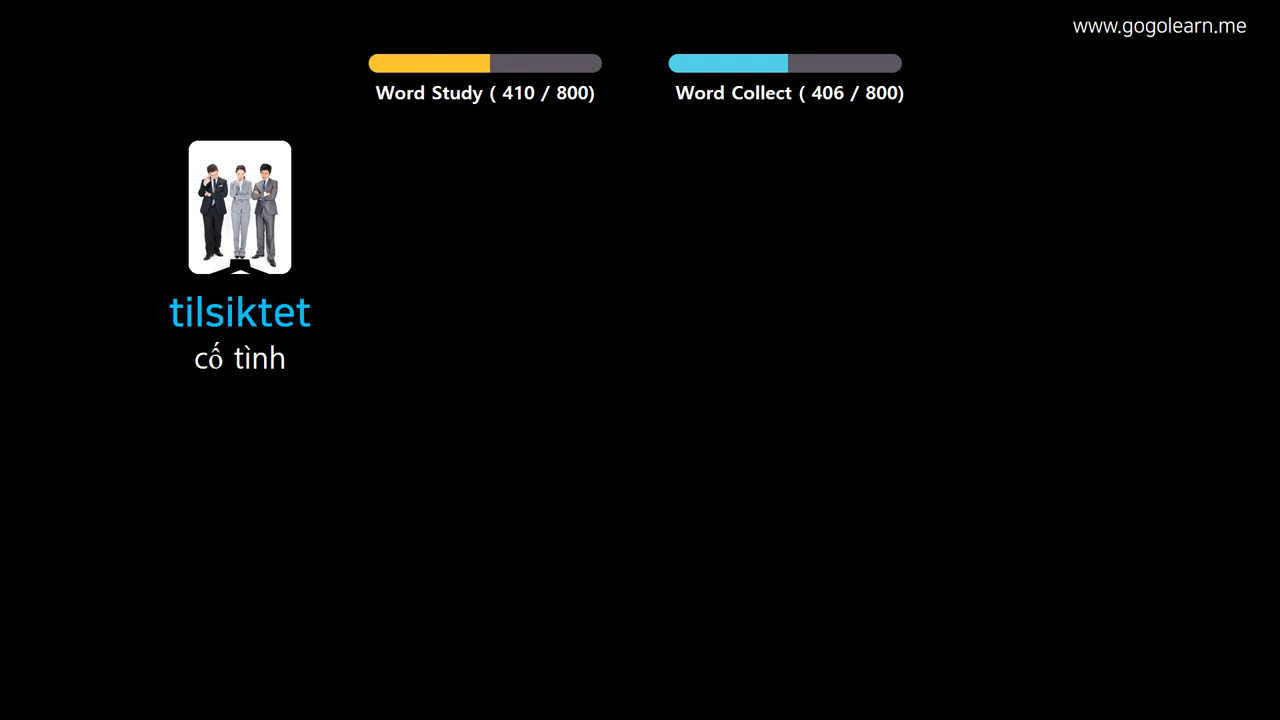 www.gogolearn.me
Word Study ( 410 / 800)
Word Collect ( 406 / 800)
tilsiktet
cố tình